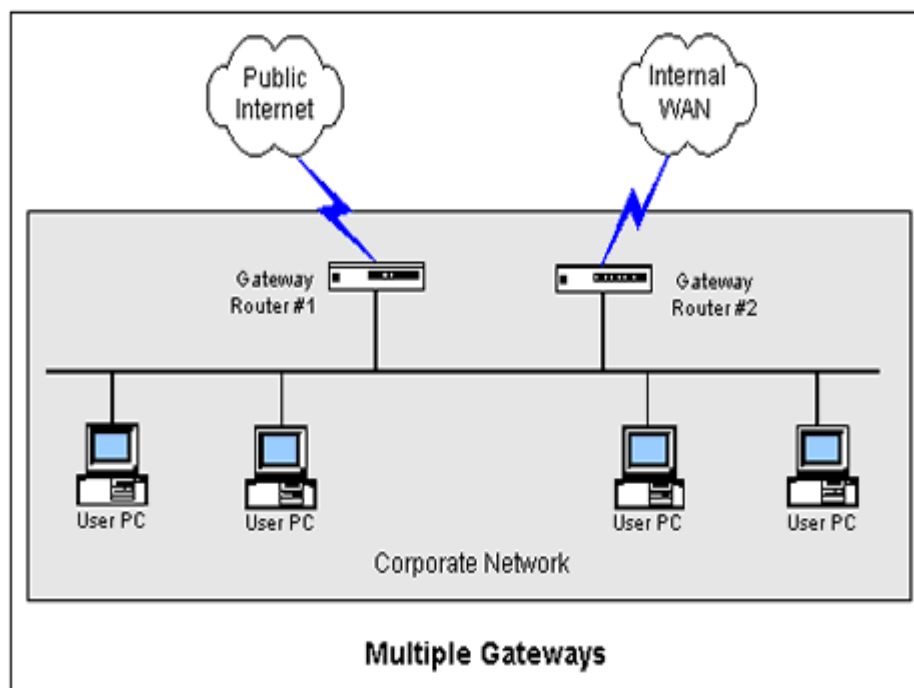 Public
Internet
Internal
WAN
Gateway
Router #1
Gateway
Router #2
User PC
User PC
User PC
User PC
Corporate Network
Multiple Gateways